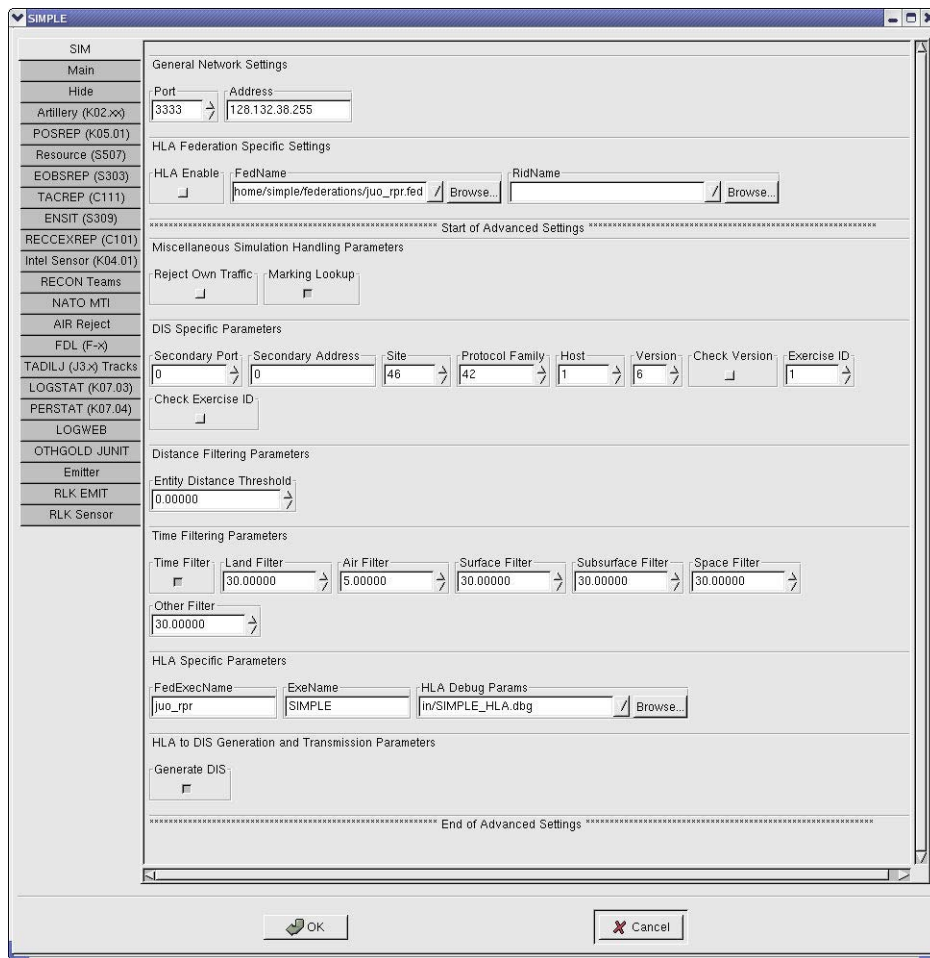 SIMPLE
SIM
Main
Hide
Artillery (K02.xx)
POSREP (K05.01)
Resource (S507)
EOBSREP (S303)
TACREP (C111)
ENSIT (S309)
RECCEXREP (C101)
Intel Sensor (K04.01)
RECON Teams
NATO MTI
AIR Reject
FDL (F-x)
TADILJ (J3.x) Tracks
LOGSTAT (K07.03)
PERSTAT (K07.04)
LOGWEB
OTHGOLD JUNIT
Emitter
RLK EMIT
RLK Sensor
General Network Settings
Port Address
3333 128.132.38.255
HLA Federation Specific Settings
HLA Enable FedName RidName
home/simple/federations/juo_rpr.fed / Browse... / Browse...
************************************************************ Start of Advanced Settings ************************************************************
Miscellaneous Simulation Handling Parameters
Reject Own Traffic Marking Lookup
DIS Specific Parameters
Secondary Port Secondary Address Site Protocol Family Host Version Check Version Exercise ID
0 0 46 42 1 6 1
Check Exercise ID
Distance Filtering Parameters
Entity Distance Threshold
0.00000
Time Filtering Parameters
Time Filter Land Filter Air Filter Surface Filter Subsurface Filter Space Filter
30.00000 5.00000 30.00000 30.00000 30.00000
Other Filter
30.00000
HLA Specific Parameters
FedExecName ExeName HLA Debug Params
juo_rpr SIMPLE in/SIMPLE_HLA.dbg / Browse...
HLA to DIS Generation and Transmission Parameters
Generate DIS
************************************************************ End of Advanced Settings ************************************************************
OK Cancel